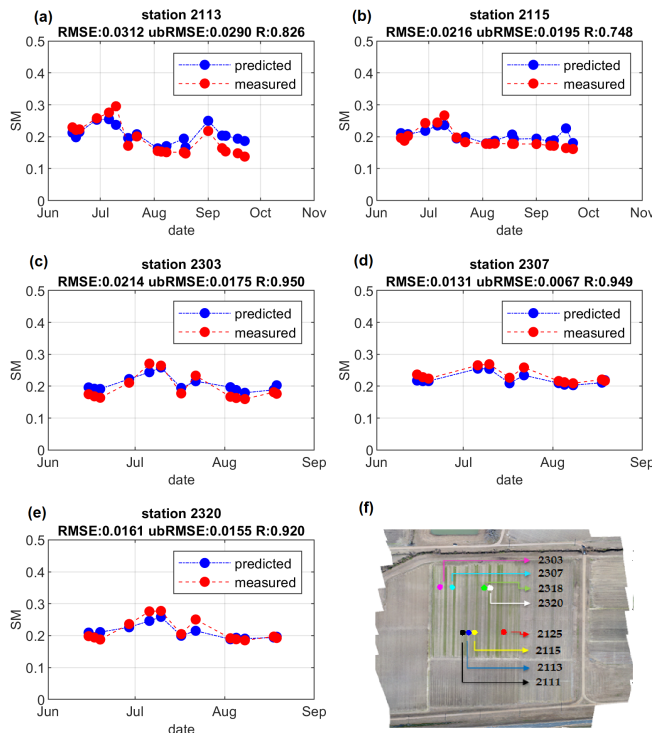 (a)
station 2113
RMSE:0.0312 ubRMSE:0.0290 R:0.826
0.5
0.4
0.3
0.2
0.1
0
SM
predicted
measured
Jun Jul Aug Sep Oct Nov
date
(b)
station 2115
RMSE:0.0216 ubRMSE:0.0195 R:0.748
0.5
0.4
0.3
0.2
0.1
0
SM
predicted
measured
Jun Jul Aug Sep Oct Nov
date
(c)
station 2303
RMSE:0.0214 ubRMSE:0.0175 R:0.950
0.5
0.4
0.3
0.2
0.1
0
SM
predicted
measured
Jun Jul Aug Sep
date
(d)
station 2307
RMSE:0.0131 ubRMSE:0.0067 R:0.949
0.5
0.4
0.3
0.2
0.1
0
SM
predicted
measured
Jun Jul Aug Sep
date
(e)
station 2320
RMSE:0.0161 ubRMSE:0.0155 R:0.920
0.5
0.4
0.3
0.2
0.1
0
SM
predicted
measured
Jun Jul Aug Sep
date
(f)
2303
2307
2318
2320
2125
2115
2113
2111